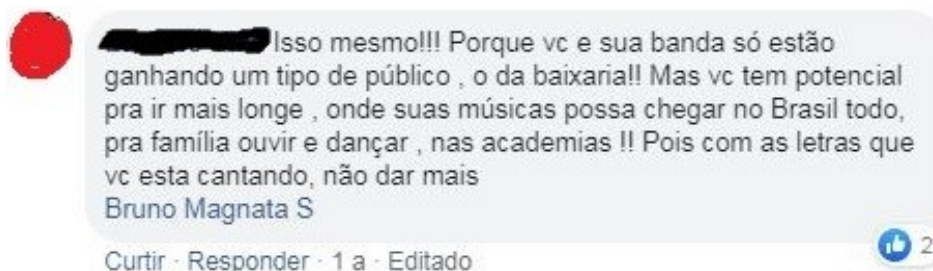 Isso mesmo!!! Porque vc e sua banda só estão
ganhando um tipo de público , o da baixaria!! Mas vc tem potencial
pra ir mais longe , onde suas músicas possa chegar no Brasil todo,
pra família ouvir e dançar , nas academias !! Pois com as letras que
vc esta cantando, não dar mais
Bruno Magnata S
2
Curtir · Responder · 1 a · Editado